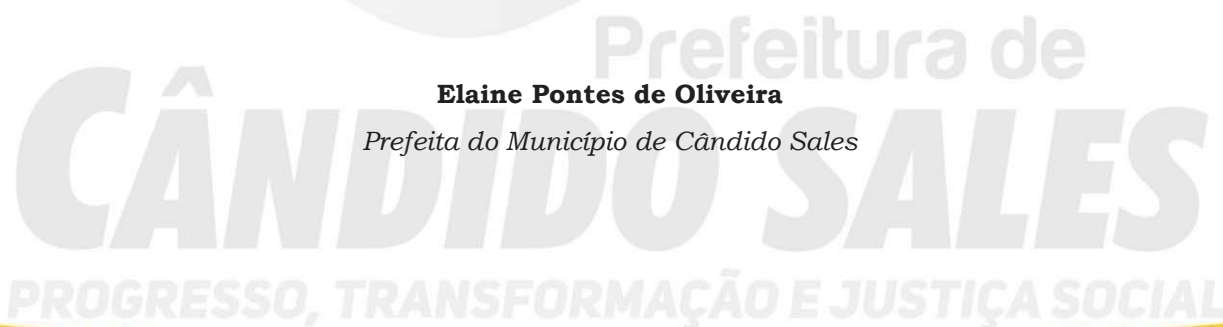 Prefeitura de
Elaine Pontes de Oliveira
Prefeita do Município de Cândido Sales
CÂNDIDO SALES
PROGRESSO, TRANSFORMAÇÃO E JUSTIÇA SOCIAL